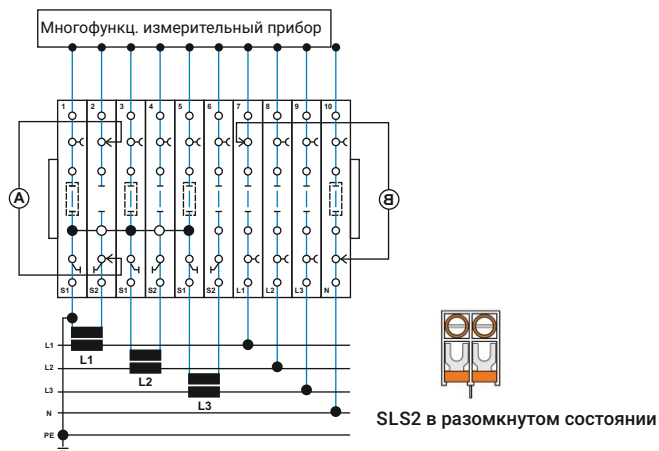 Многофункц. измерительный прибор
1 2 3 4 5 6 7 8 9 10
A B
S1 S2 S1 S2 S1 S2 L1 L2 L3 N
L1
L1
L2
L2
L3
L3
N
PE
SLS2 в разомкнутом состоянии